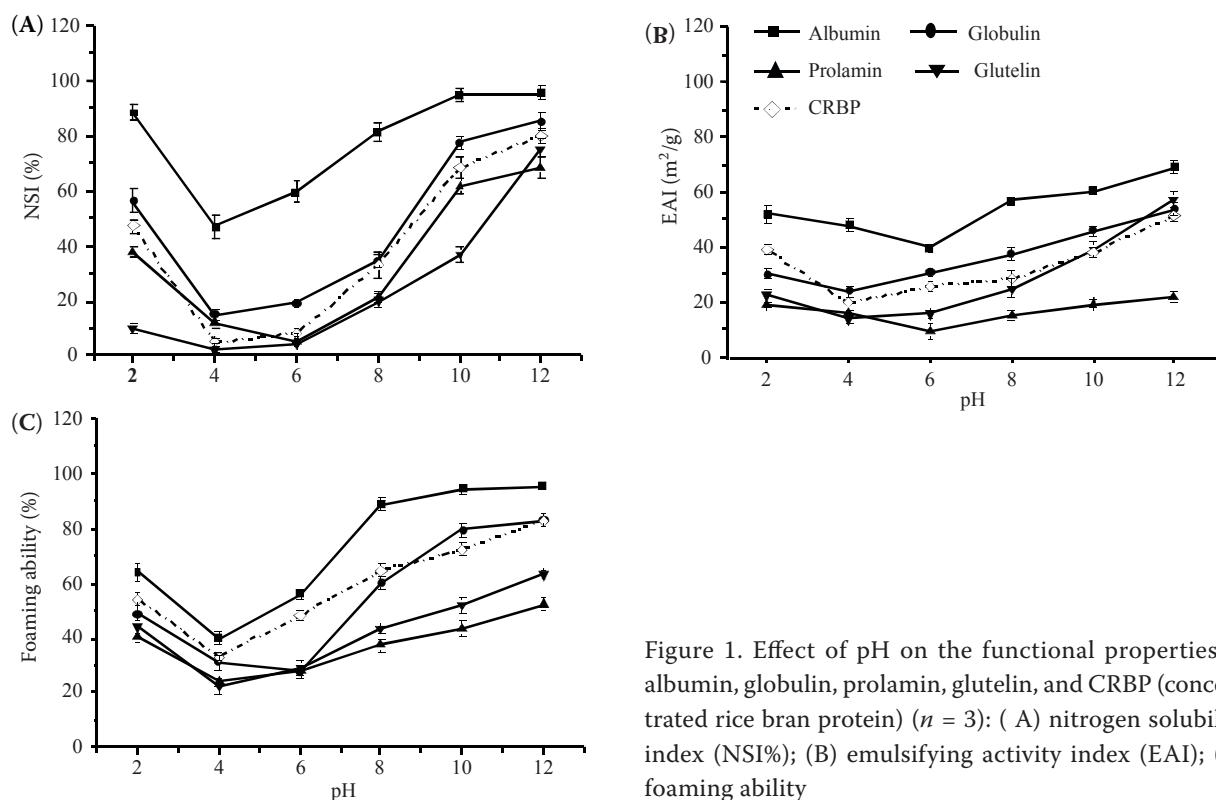 (A)
120
100
80
60
40
20
0
NSI (%)
2 4 6 8 10 12
(B)
120
100
80
60
40
20
0
EAI (m²/g)
Albumin Globulin
Prolamin Glutelin
CRBP
2 4 6 8 10 12
pH
(C)
120
100
80
60
40
20
0
Foaming ability (%)
2 4 6 8 10 12
pH
Figure 1. Effect of pH on the functional properties
albumin, globulin, prolamin, glutelin, and CRBP (conce
trated rice bran protein) (n = 3): ( A) nitrogen solubil
index (NSI%); (B) emulsifying activity index (EAI); (
foaming ability